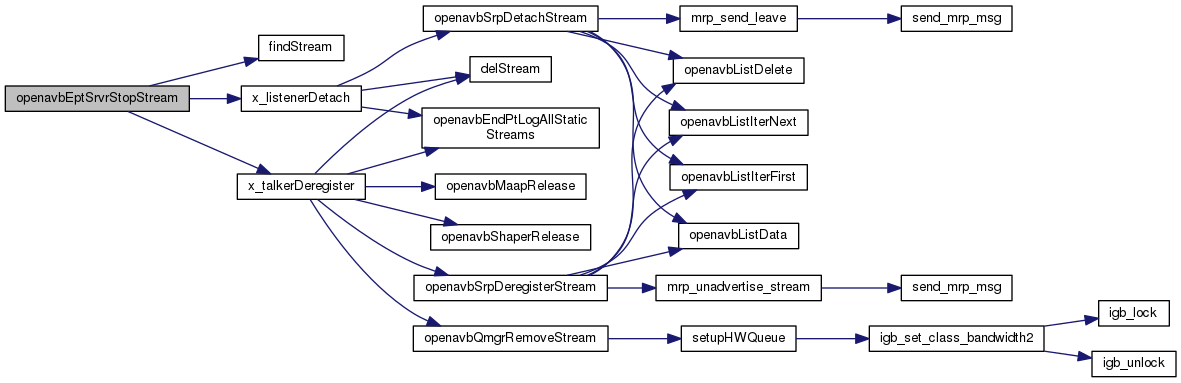 openavbEptSrvrStopStream
findStream
x_listenerDetach
x_talkerDeregister
openavbSrpDetachStream
delStream
openavbEndPtLogAllStatic
Streams
openavbMaapRelease
openavbShaperRelease
openavbSrpDeregisterStream
openavbQmgrRemoveStream
mrp_send_leave
openavbListDelete
openavbListIterNext
openavbListIterFirst
openavbListData
mrp_unadvertise_stream
setupHWQueue
send_mrp_msg
send_mrp_msg
igb_set_class_bandwidth2
igb_lock
igb_unlock